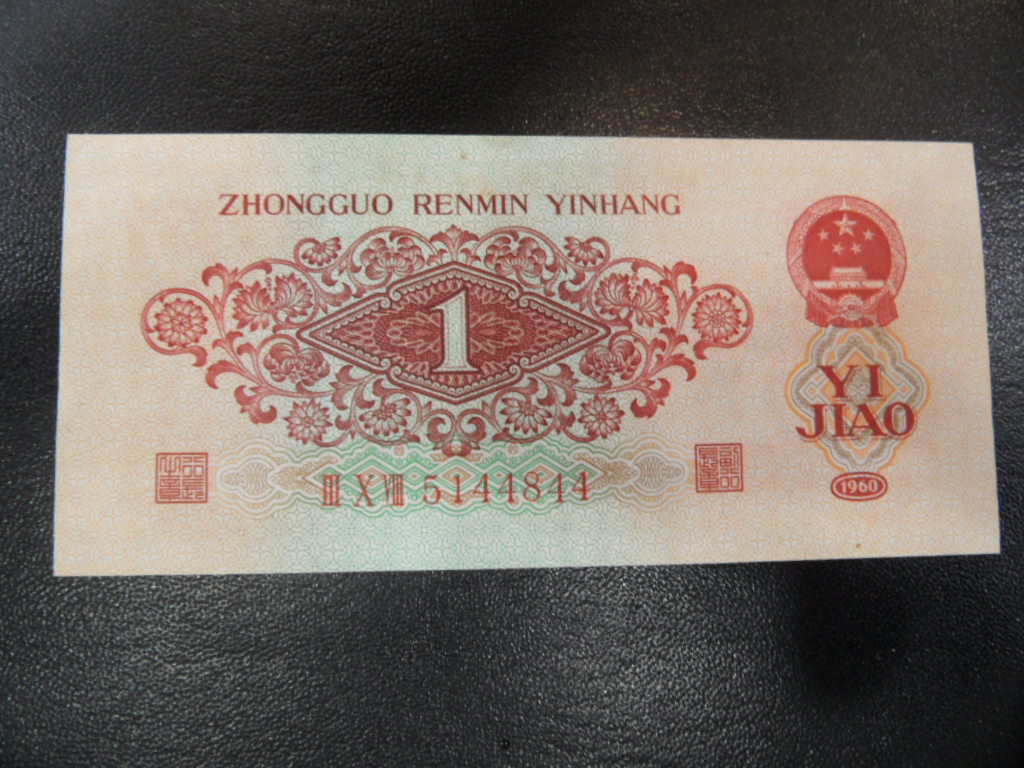 ZHONGGUO RENMIN YINHANG
1
YI
JIAO
III X VIII 5144844
1960